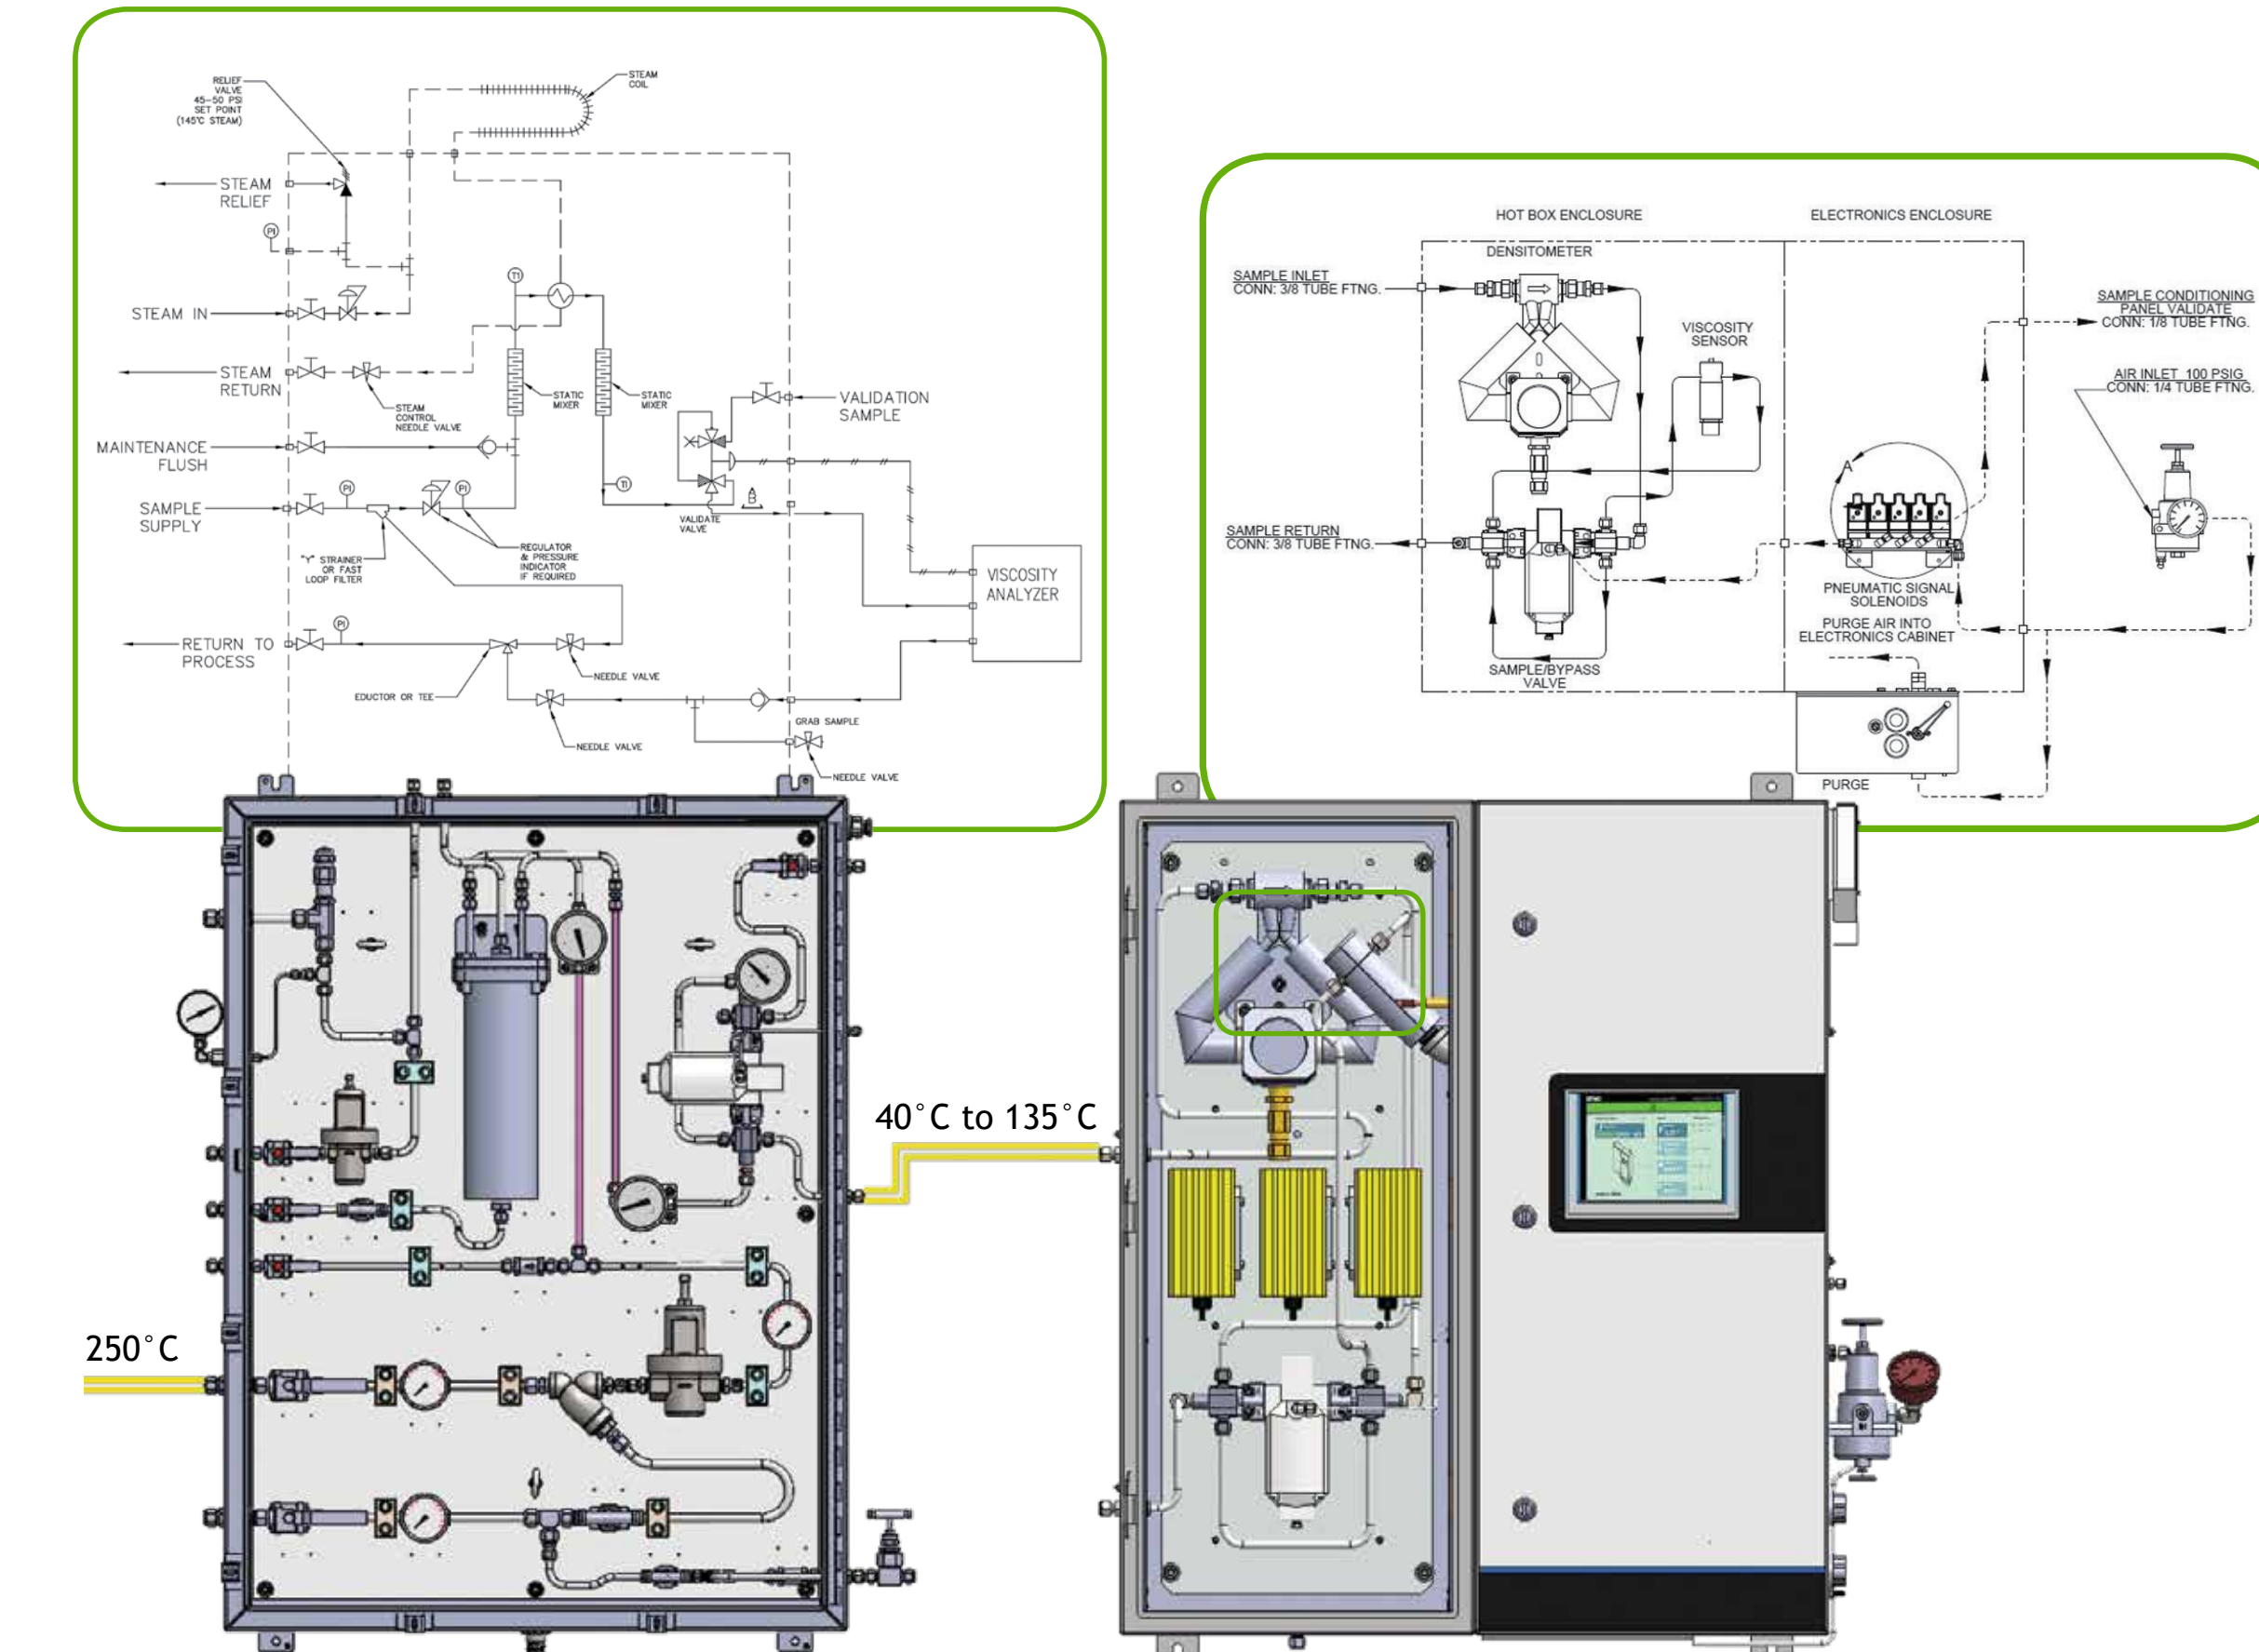 RELIEF
VALVE
45-50 PSI
SET POINT
(145°C STEAM)
STEAM
COIL
STEAM
RELIEF
PI
STEAM IN
TI
STEAM
RETURN
STEAM
CONTROL
NEEDLE VALVE
STATIC
MIXER
STATIC
MIXER
VALIDATION
SAMPLE
MAINTENANCE
FLUSH
SAMPLE
SUPPLY
PI
PI
TI
VALIDATE
VALVE
"Y" STRAINER
OR FAST
LOOP FILTER
REGULATOR
& PRESSURE
INDICATOR
IF REQUIRED
VISCOSITY
ANALYZER
RETURN TO
PROCESS
PI
NEEDLE VALVE
EDUCTOR OR TEE
NEEDLE VALVE
GRAB SAMPLE
NEEDLE VALVE
HOT BOX ENCLOSURE
ELECTRONICS ENCLOSURE
DENSITOMETER
SAMPLE INLET
CONN: 3/8 TUBE FTNG.
VISCOSITY
SENSOR
SAMPLE CONDITIONING
PANEL VALIDATE
CONN: 1/8 TUBE FTNG.
AIR INLET 100 PSIG
CONN: 1/4 TUBE FTNG.
A
SAMPLE RETURN
CONN: 3/8 TUBE FTNG.
PNEUMATIC SIGNAL
SOLENOIDS
PURGE AIR INTO
ELECTRONICS CABINET
SAMPLE/BYPASS
VALVE
PURGE
40°C to 135°C
250°C